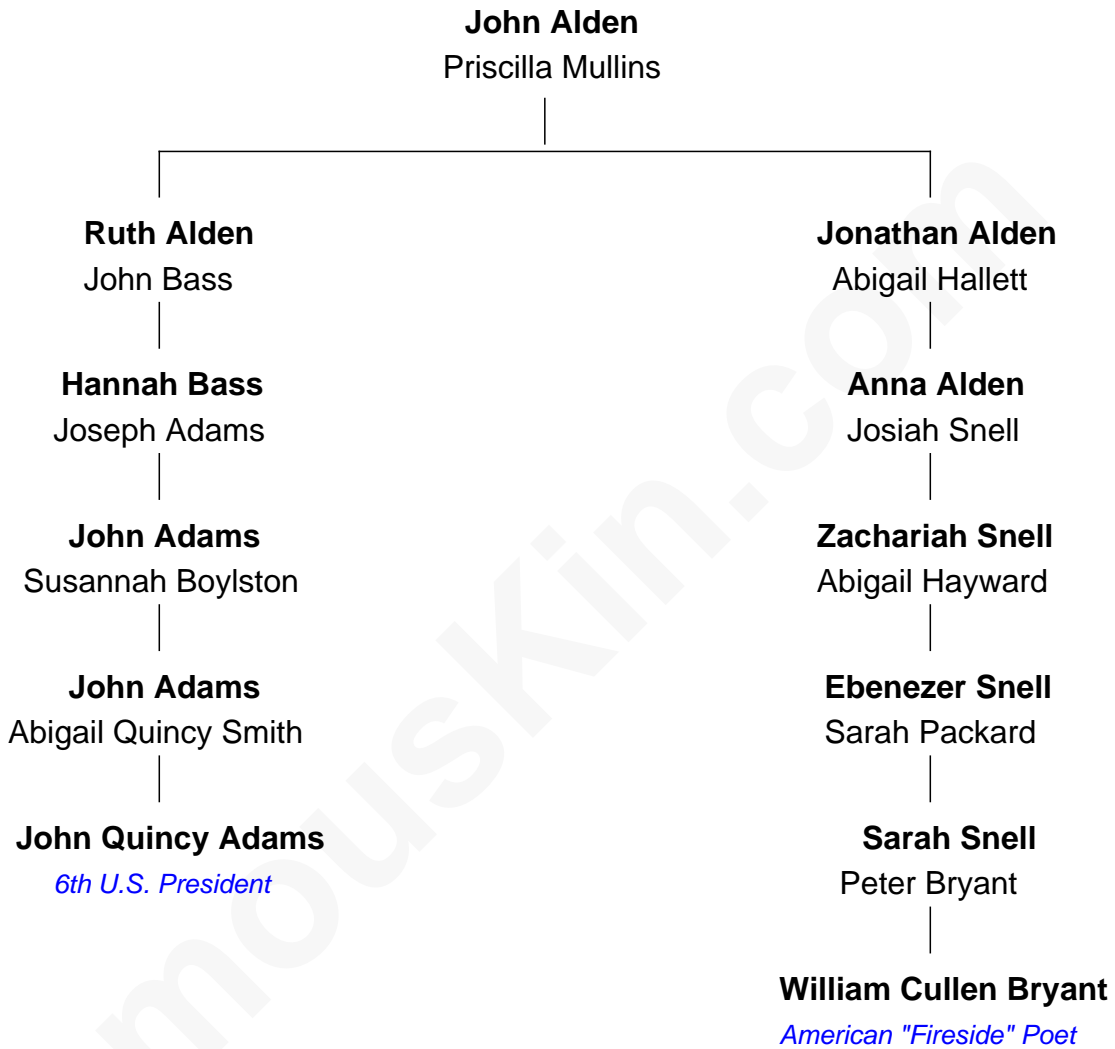 John Alden
Priscilla Mullins
Ruth Alden
John Bass
Hannah Bass
Joseph Adams
John Adams
Susannah Boylston
John Adams
Abigail Quincy Smith
John Quincy Adams
6th U.S. President
Jonathan Alden
Abigail Hallett
Anna Alden
Josiah Snell
Zachariah Snell
Abigail Hayward
Ebenezer Snell
Sarah Packard
Sarah Snell
Peter Bryant
William Cullen Bryant
American "Fireside" Poet
mousKin.com